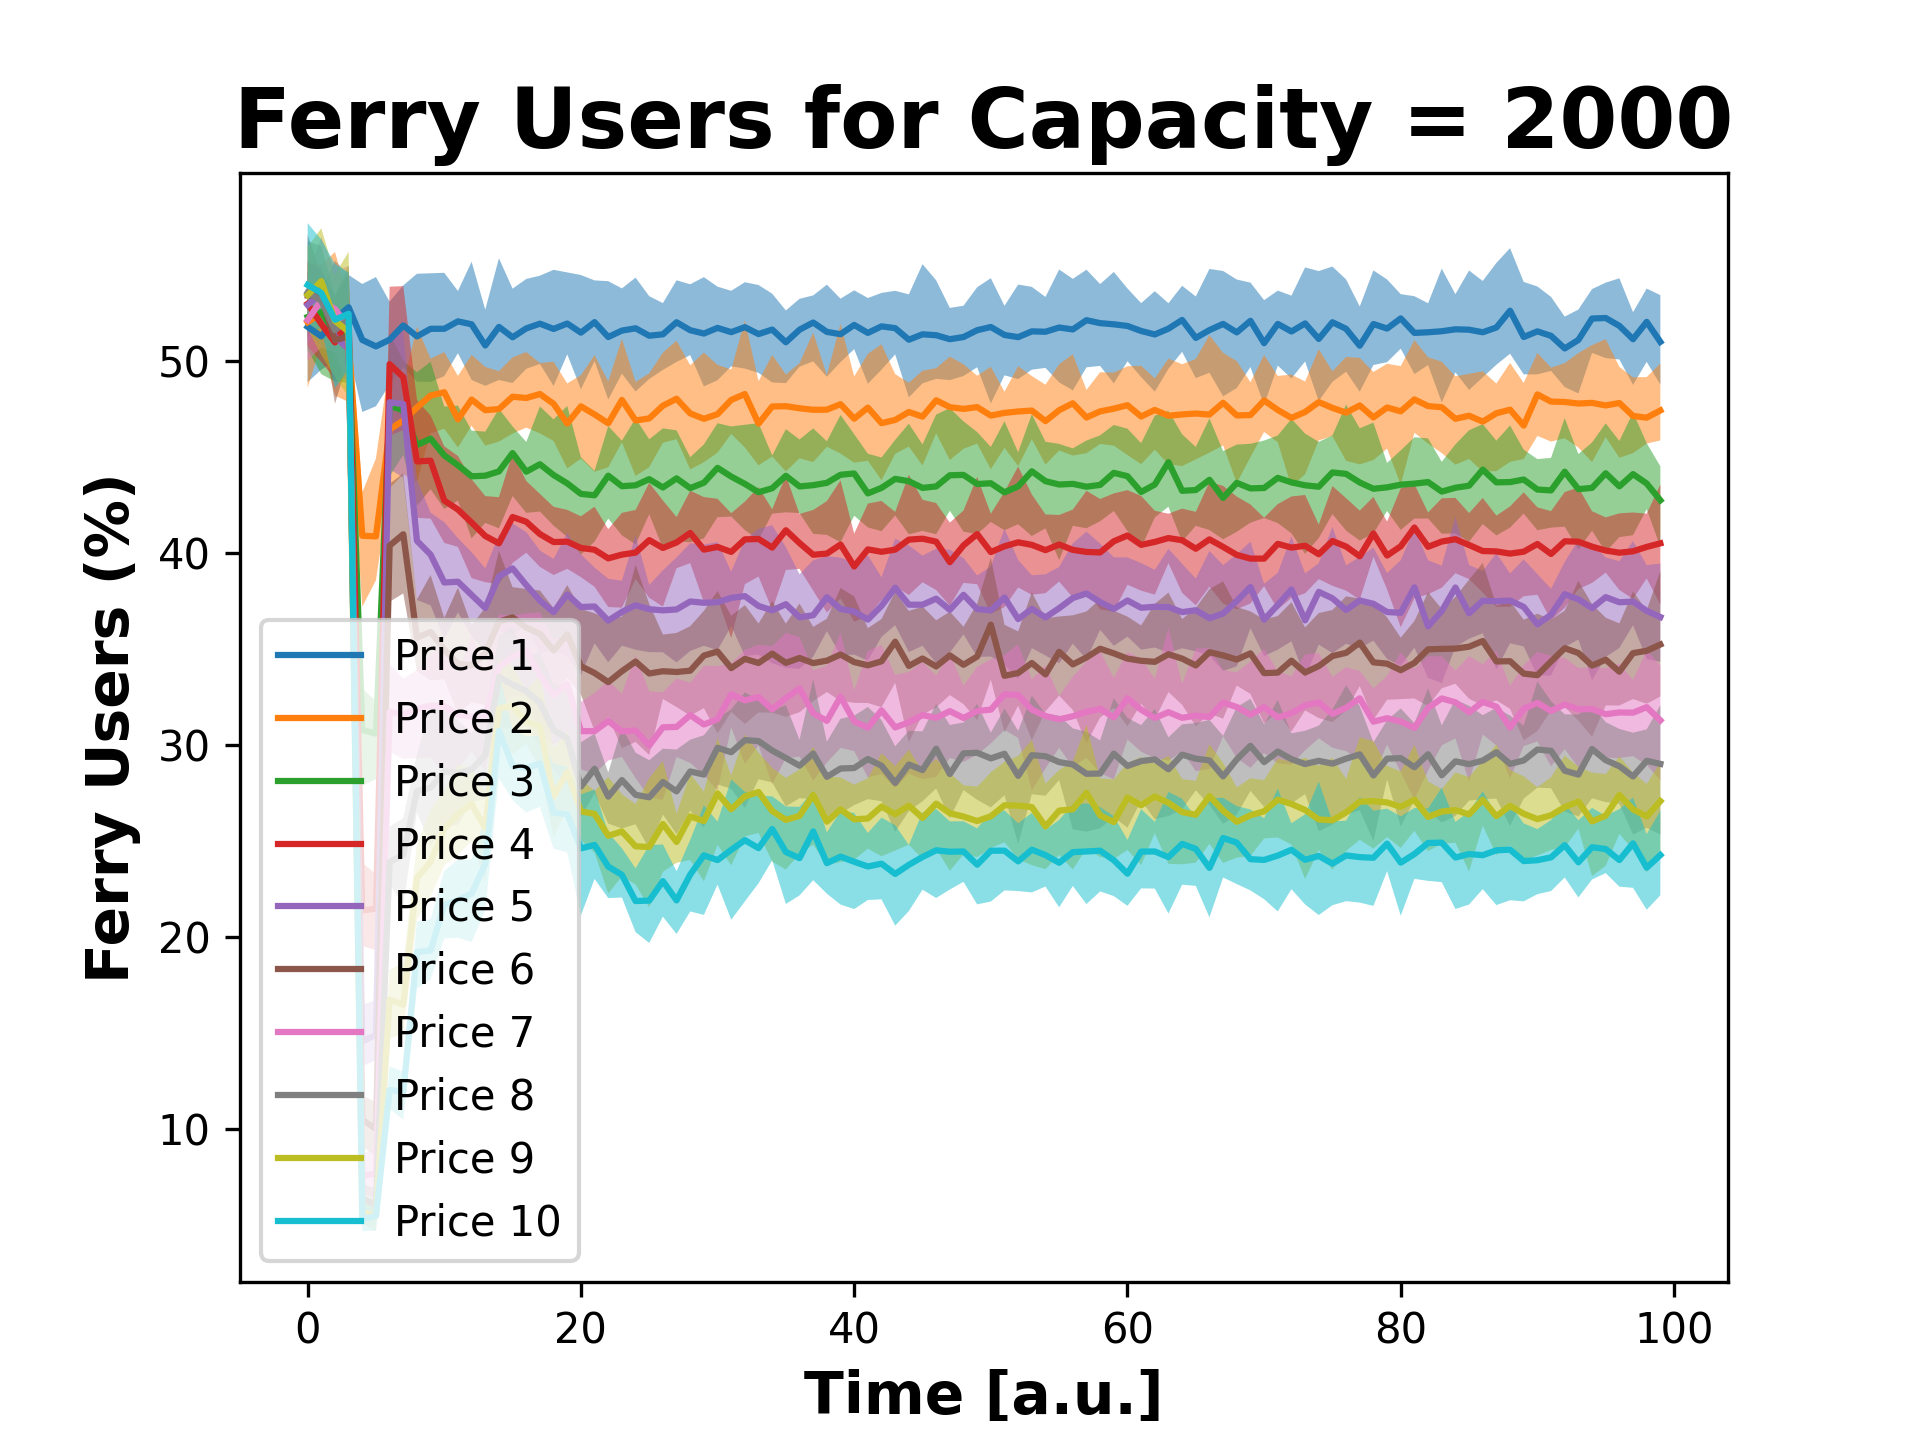 Ferry Users for Capacity = 2000
Ferry Users (%)
50
40
30
20
10
Price 1
Price 2
Price 3
Price 4
Price 5
Price 6
Price 7
Price 8
Price 9
Price 10
0 20 40 60 80 100
Time [a.u.]